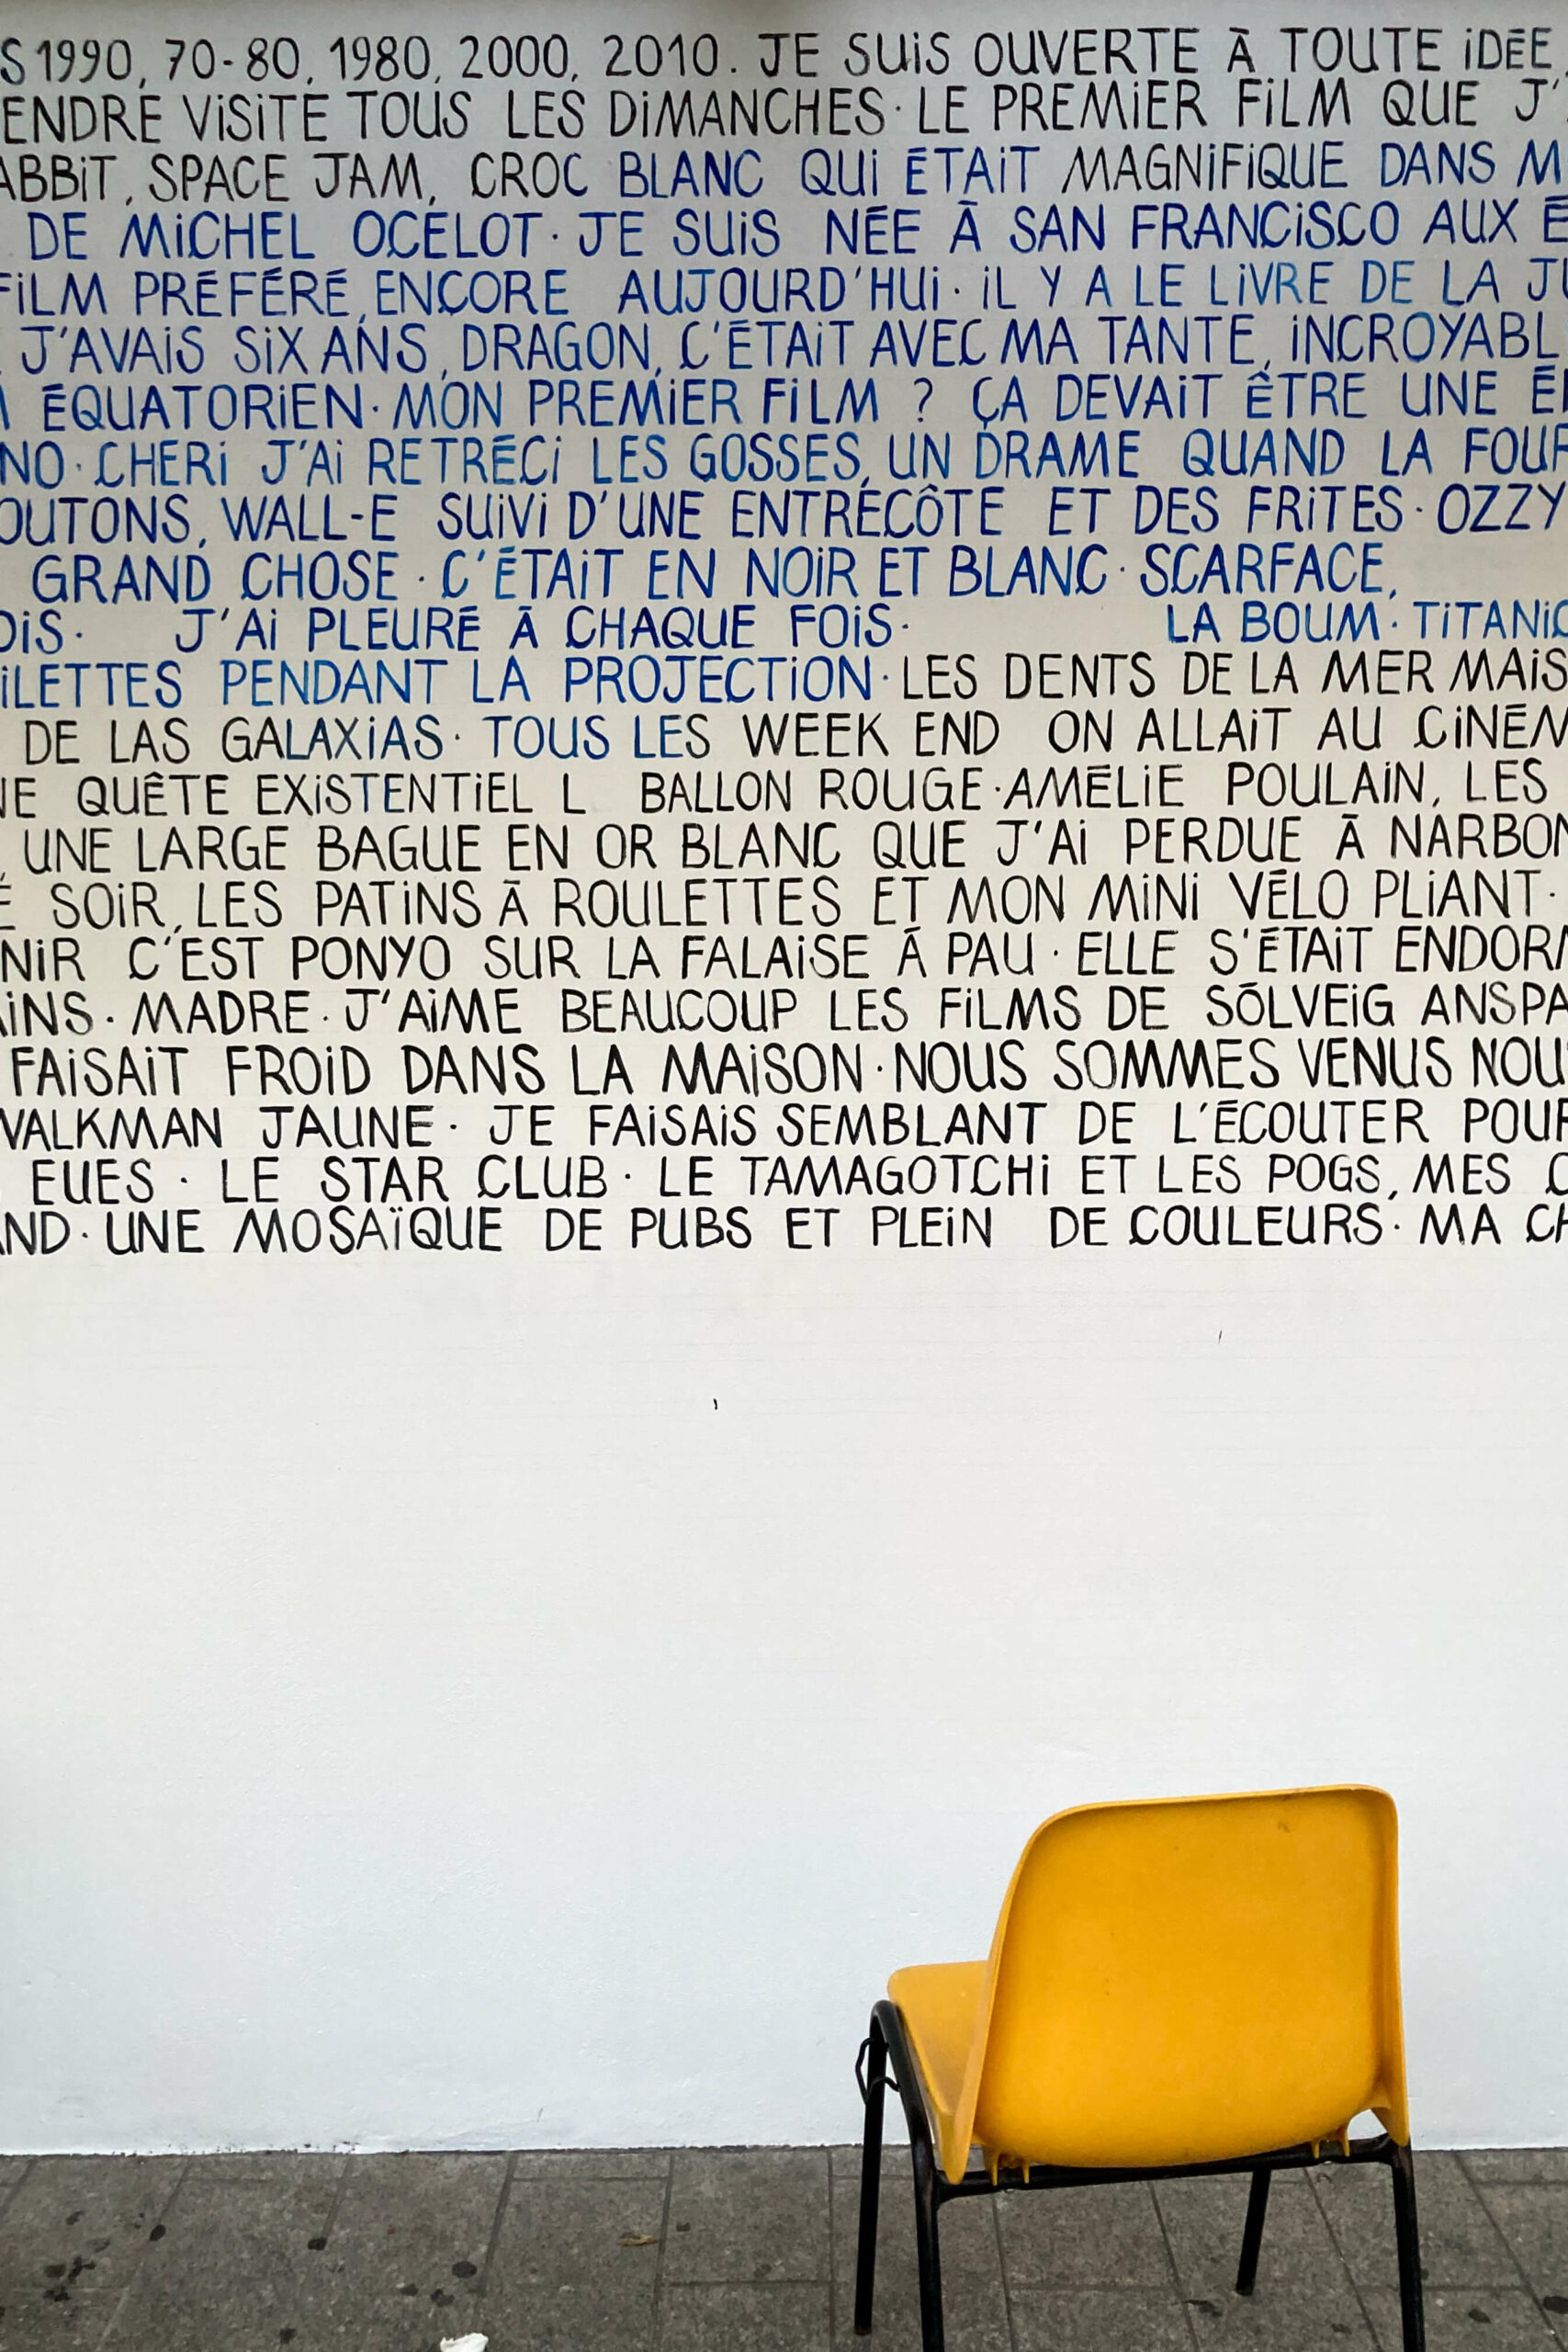 S 1990, 70-80, 1980, 2000, 2010. JE SUiS OUVERTE À TOUTE iDÉE,
ENDRE ViSiTE TOUS LES DiMANCHES · LE PREMiER FiLM QUE J'
ABBiT, SPACE JAM, CROC BLANC QUi ÉTAiT MAGNiFiQUE DANS M
DE MiCHEL OCELOT · JE SUiS NÉE À SAN FRANCiSCO AUX É
FiLM PRÉFÉRÉ, ENCORE AUJOURD'HUi · iL Y A LE LiVRE DE LA JU
J'AVAiS SiX ANS, DRAGON, C'ÉTAiT AVEC MA TANTE, iNCROYABL
ÉQUATORiEN · MON PREMiER FiLM ? ÇA DEVAiT ÊTRE UNE É
NO · CHERi J'Ai RETRÉCi LES GOSSES, UN DRAME QUAND LA FOUR
OUTONS, WALL-E SUiVi D'UNE ENTRÉCÔTE ET DES FRiTES · OZZY
GRAND CHOSE · C'ÉTAiT EN NOiR ET BLANC · SCARFACE,
OiS · J'Ai PLEURÉ À CHAQUE FOiS · LA BOUM · TiTANiC
iLETTES PENDANT LA PROJECTiON · LES DENTS DE LA MER MAiS
DE LAS GALAXiAS · TOUS LES WEEK END ON ALLAiT AU CiNÉM
NE QUÊTE EXiSTENTiEL L BALLON ROUGE · AMÉLiE POULAiN, LES
, UNE LARGE BAGUE EN OR BLANC QUE J'Ai PERDUE À NARBON
É SOiR, LES PATiNS À ROULETTES ET MON MiNi VÉLO PLiANT ·
NiR C'EST PONYO SUR LA FALAiSE Á PAU · ELLE S'ÉTAiT ENDORM
AiNS · MADRE · J'AiME BEAUCOUP LES FiLMS DE SÓLVEiG ANSPA
FAiSAiT FROiD DANS LA MAiSON · NOUS SOMMES VENUS NOU
WALKMAN JAUNE · JE FAiSAiS SEMBLANT DE L'ÉCOUTER POUR
EUES · LE STAR CLUB · LE TAMAGOTCHi ET LES POGS, MES C
AND · UNE MOSAÏQUE DE PUBS ET PLEiN DE COULEURS · MA CH